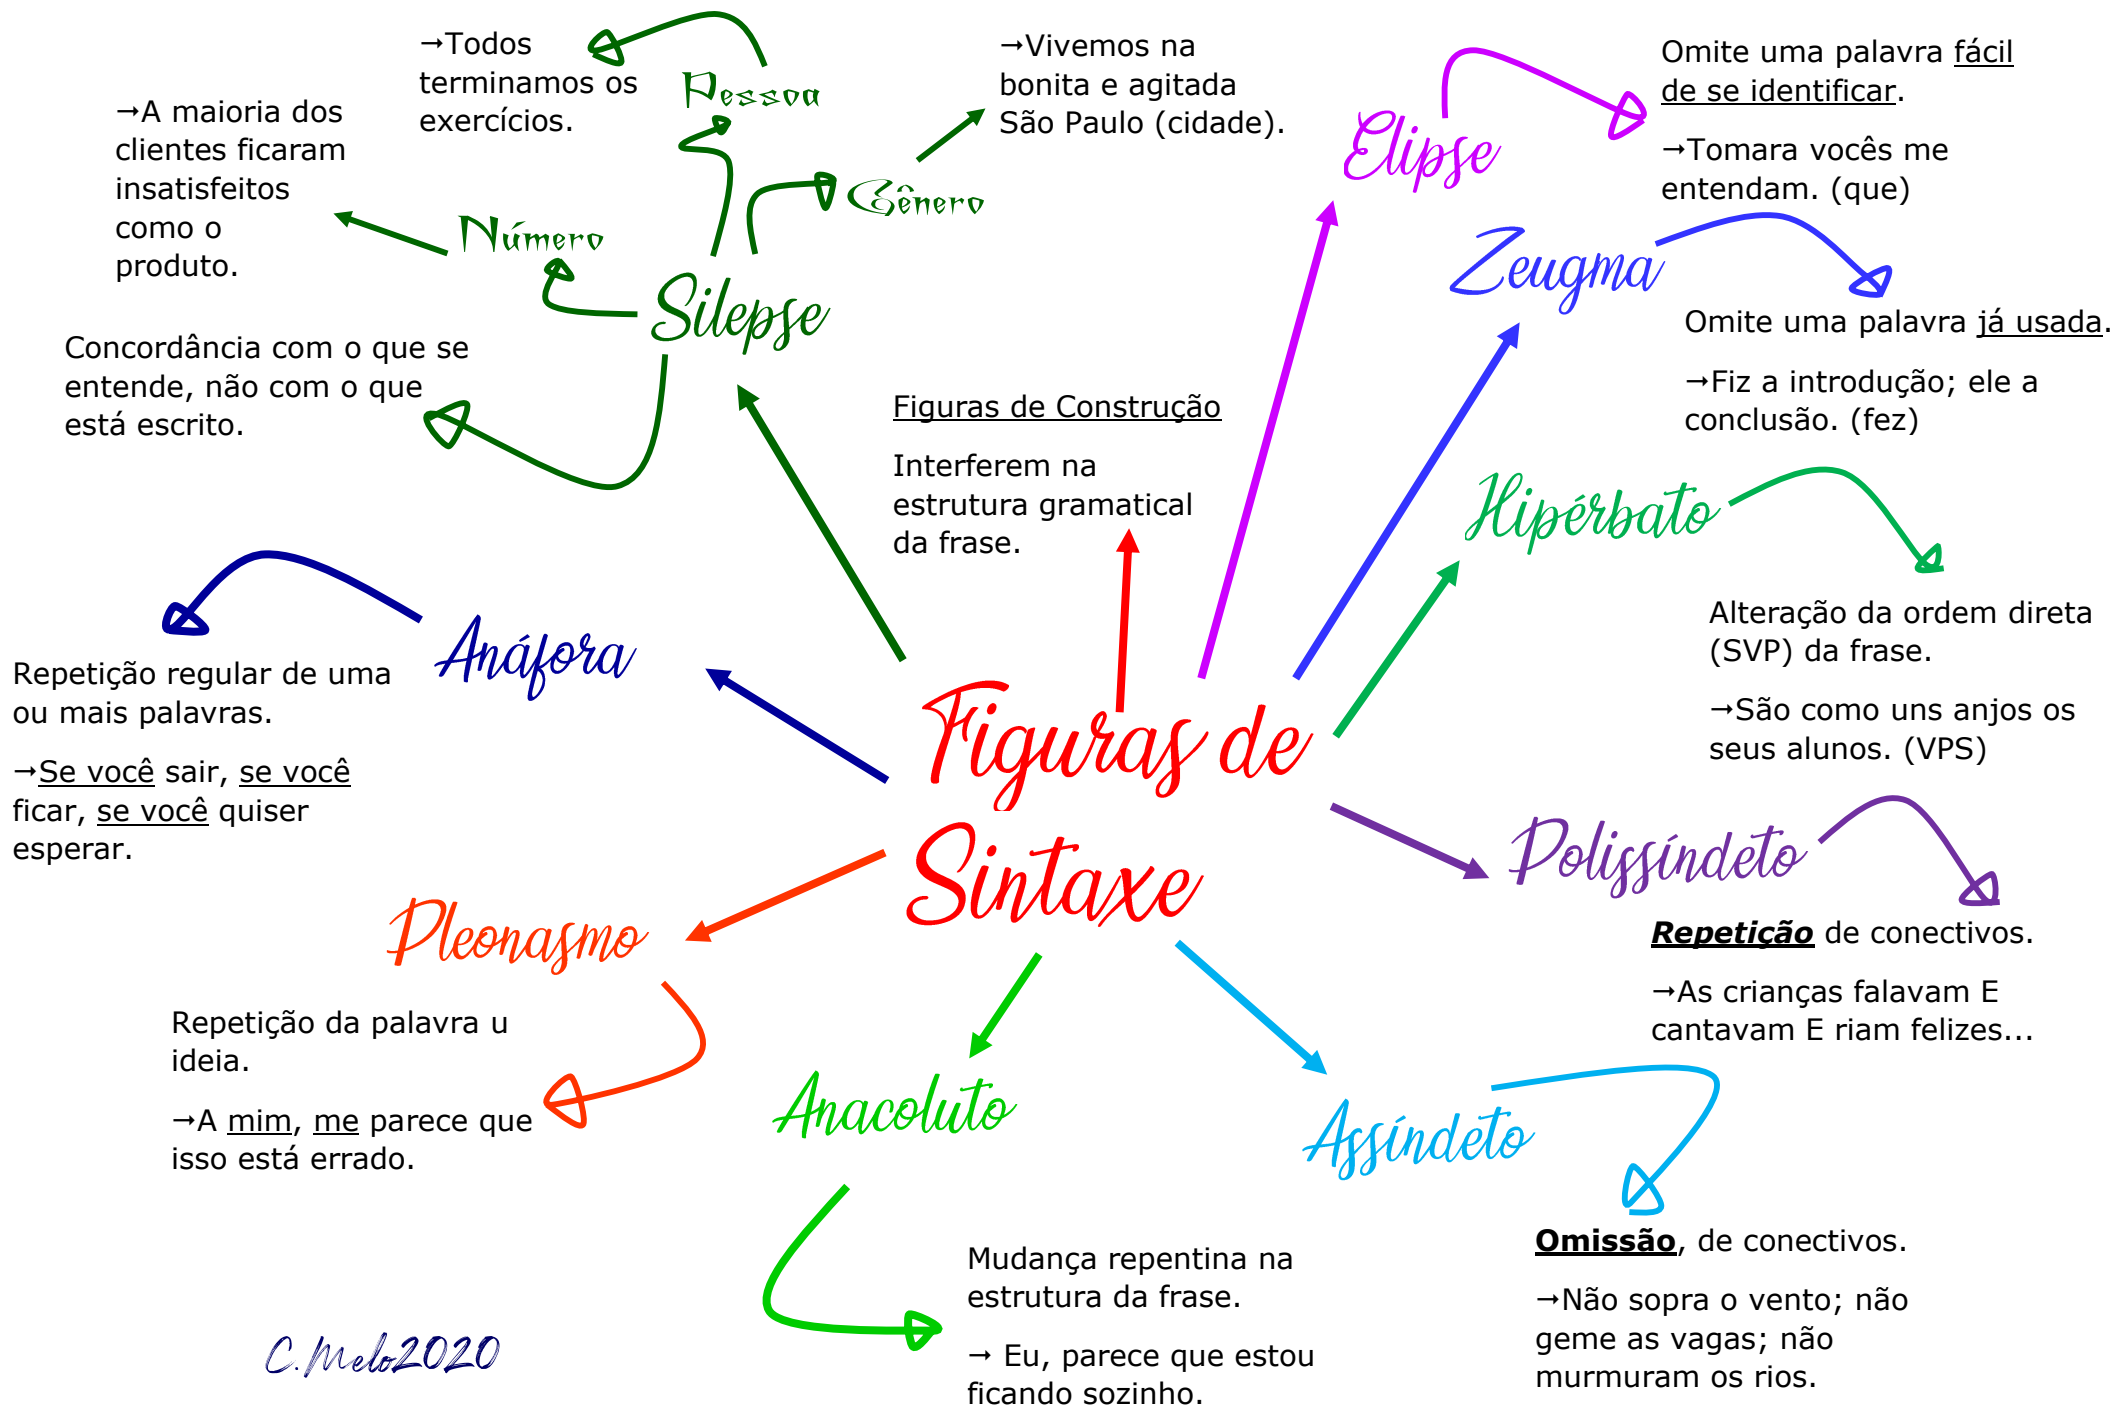 →Todos
terminamos os
exercícios.
Pessoa
→Vivemos na
bonita e agitada
São Paulo (cidade).
Gênero
→A maioria dos
clientes ficaram
insatisfeitos
como o
produto.
Número
Silepse
Concordância com o que se
entende, não com o que
está escrito.
Figuras de Construção
Interferem na
estrutura gramatical
da frase.
Elipse
Omite uma palavra fácil
de se identificar.
→Tomara vocês me
entendam. (que)
Zeugma
Omite uma palavra já usada.
→Fiz a introdução; ele a
conclusão. (fez)
Hipérbato
Alteração da ordem direta
(SVP) da frase.
→São como uns anjos os
seus alunos. (VPS)
Anáfora
Repetição regular de uma
ou mais palavras.
→Se você sair, se você
ficar, se você quiser
esperar.
Figuras de
Sintaxe
Polissíndeto
Repetição de conectivos.
→As crianças falavam E
cantavam E riam felizes...
Pleonasmo
Repetição da palavra u
ideia.
→A mim, me parece que
isso está errado.
Anacoluto
Mudança repentina na
estrutura da frase.
→ Eu, parece que estou
ficando sozinho.
Assíndeto
Omissão, de conectivos.
→Não sopra o vento; não
geme as vagas; não
murmuram os rios.
C.Melo2020